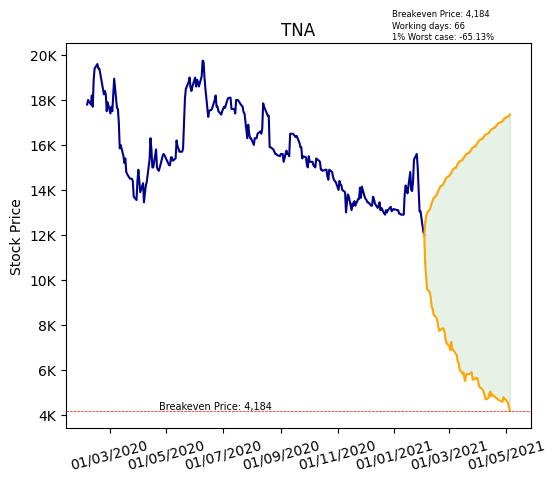 Breakeven Price: 4,184
Working days: 66
1% Worst case: -65.13%
TNA
Stock Price
20K
18K
16K
14K
12K
10K
8K
6K
4K
Breakeven Price: 4,184
01/03/2020
01/05/2020
01/07/2020
01/09/2020
01/11/2020
01/01/2021
01/03/2021
01/05/2021